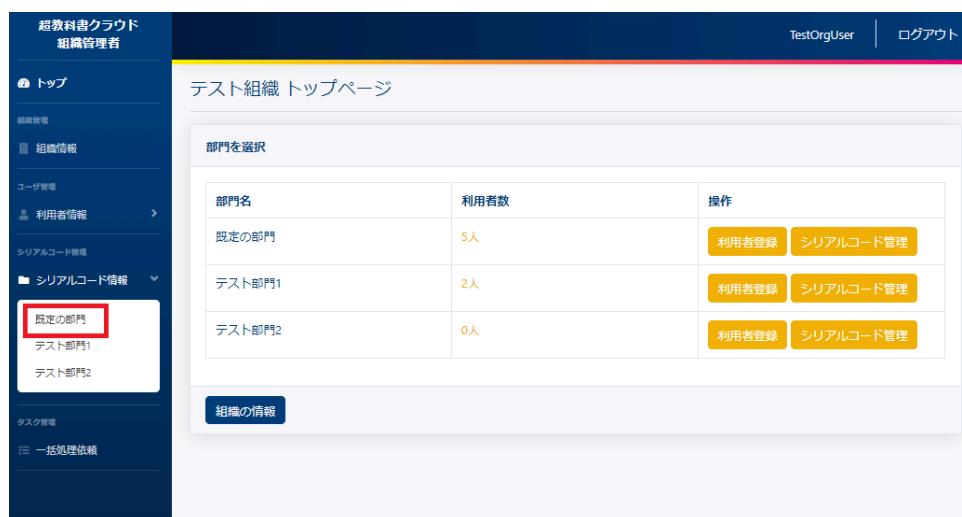 超教科書クラウド
組織管理者
TestOrgUser
ログアウト
トップ
組織管理
組織情報
ユーザ管理
利用者情報
シリアルコード管理
シリアルコード情報
既定の部門
テスト部門1
テスト部門2
タスク管理
一括処理依頼
テスト組織 トップページ
部門を選択
部門名 利用者数 操作
既定の部門 5人 利用者登録 シリアルコード管理
テスト部門1 2人 利用者登録 シリアルコード管理
テスト部門2 0人 利用者登録 シリアルコード管理
組織の情報